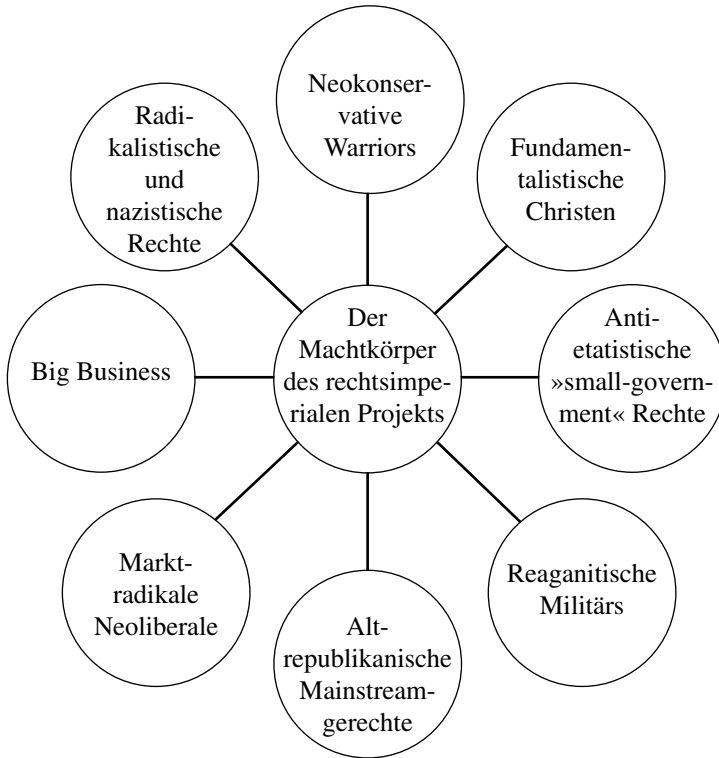 Neokonser-
vative
Warriors
Fundamen-
talistische
Christen
Anti-
etatistische
»small-govern-
ment« Rechte
Reaganitische
Militärs
Alt-
republikanische
Mainstream-
gerechte
Markt-
radikale
Neoliberale
Big Business
Radi-
kalistische
und
nazistische
Rechte
Der
Machtkörper
des rechtsimpe-
rialen Projekts